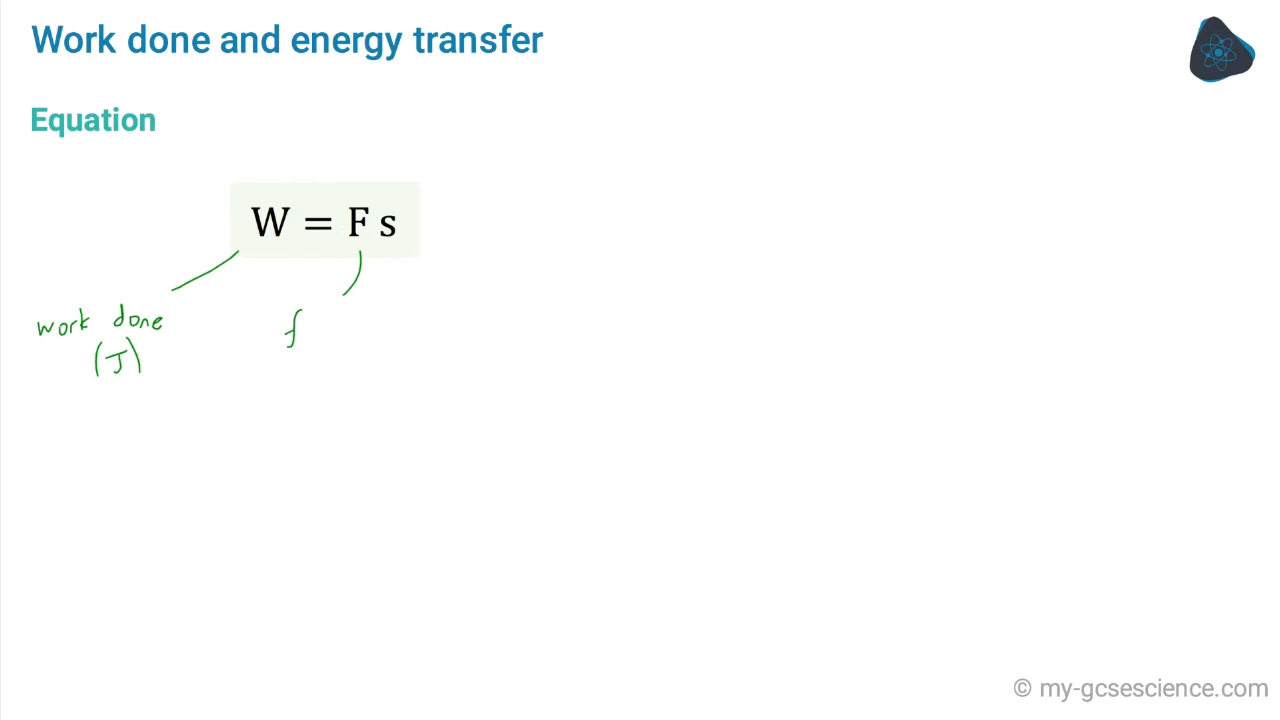 Work done and energy transfer
Equation
W = F s
work done
(J)
f
© my-gcsescience.com